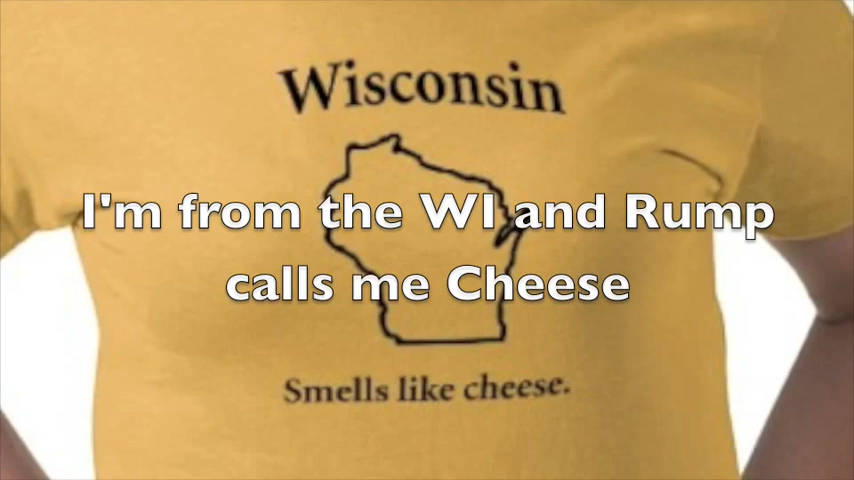 Wisconsin
I'm from the WI and Rump
calls me Cheese
Smells like cheese.